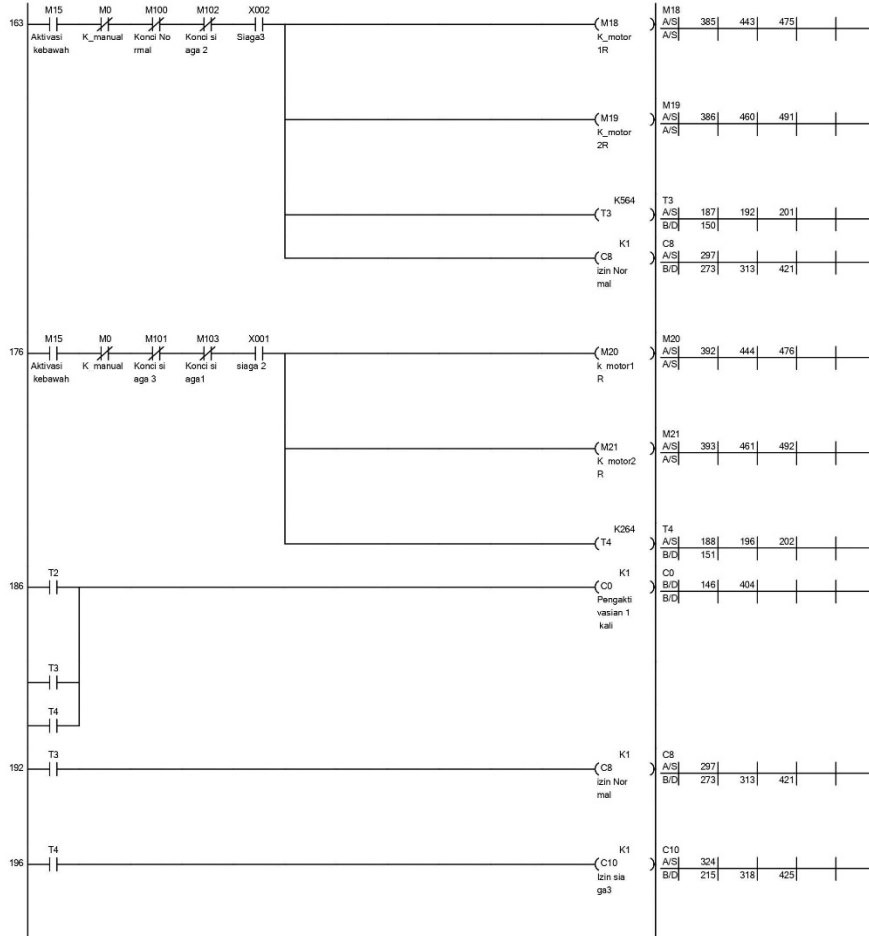 M15 M0 M100 M102 X002 M18
163 (M18 ) A/S 385 443 475
Aktivasi K_manual Konci No Konci si Siaga3 K_motor A/S
kebawah rmal aga 2 1R
M19
(M19 ) A/S 386 460 491
K_motor A/S
2R
K564 T3
(T3 ) A/S 187 192 201
B/D 150
K1 C8
(C8 ) A/S 297
izin Nor B/D 273 313 421
mal
M15 M0 M101 M103 X001 M20
176 (M20 ) A/S 392 444 476
Aktivasi K_manual Konci si Konci si siaga 2 k_motor1 A/S
kebawah aga 3 aga1 R
M21
(M21 ) A/S 393 461 492
K_motor2 A/S
R
K264 T4
(T4 ) A/S 188 196 202
B/D 151
T2 K1 C0
186 (C0 ) B/D 146 404
Pengakti B/D
vasian 1
kali
T3
T4
T3 K1 C8
192 (C8 ) A/S 297
izin Nor B/D 273 313 421
mal
T4 K1 C10
196 (C10 ) A/S 324
Izin sia B/D 215 318 425
ga3